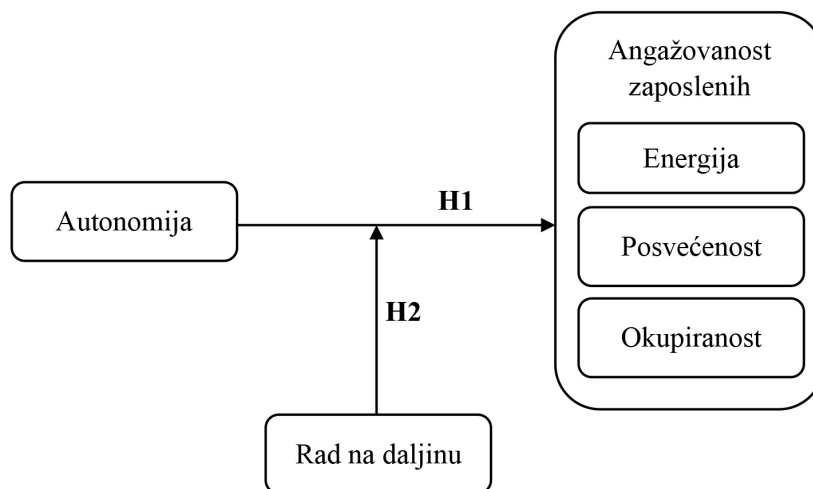 Angažovanost
zaposlenih
Energija
H1
Autonomija
Posvećenost
H2
Okupiranost
Rad na daljinu